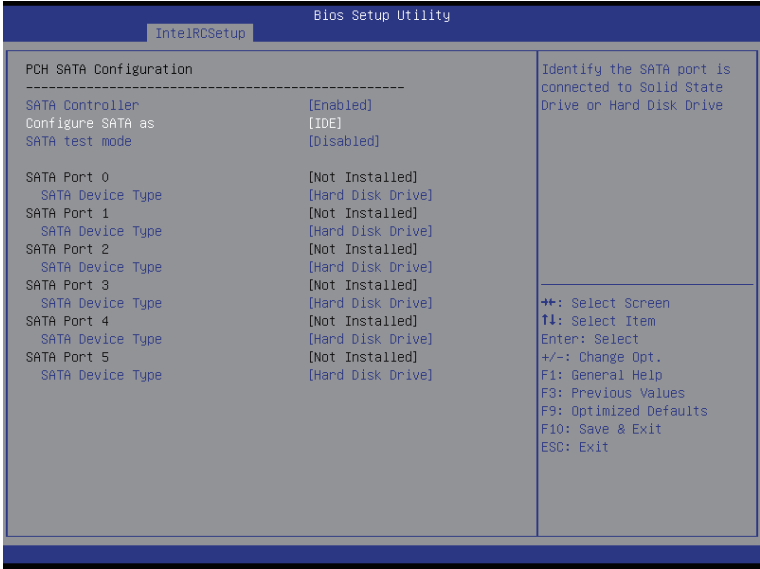 Bios Setup Utility
IntelRCSetup
PCH SATA Configuration
--------------------------------------------------
SATA Controller [Enabled]
Configure SATA as [IDE]
SATA test mode [Disabled]
SATA Port 0 [Not Installed]
SATA Device Type [Hard Disk Drive]
SATA Port 1 [Not Installed]
SATA Device Type [Hard Disk Drive]
SATA Port 2 [Not Installed]
SATA Device Type [Hard Disk Drive]
SATA Port 3 [Not Installed]
SATA Device Type [Hard Disk Drive]
SATA Port 4 [Not Installed]
SATA Device Type [Hard Disk Drive]
SATA Port 5 [Not Installed]
SATA Device Type [Hard Disk Drive]
Identify the SATA port is
connected to Solid State
Drive or Hard Disk Drive
→←: Select Screen
↑↓: Select Item
Enter: Select
+/-: Change Opt.
F1: General Help
F3: Previous Values
F9: Optimized Defaults
F10: Save & Exit
ESC: Exit